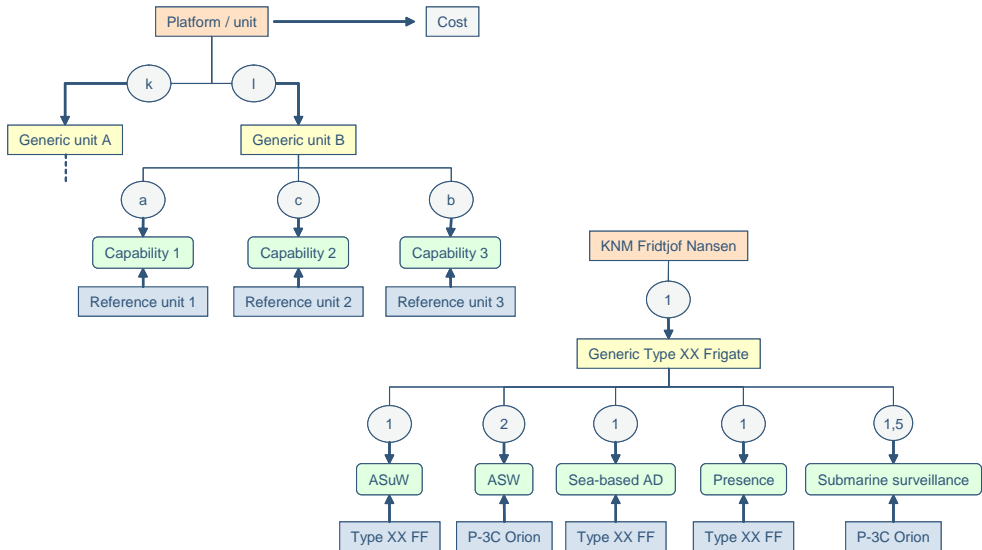 Platform / unit
Cost
k
l
Generic unit A
Generic unit B
a
c
b
Capability 1
Capability 2
Capability 3
Reference unit 1
Reference unit 2
Reference unit 3
KNM Fridtjof Nansen
1
Generic Type XX Frigate
1
2
1
1
1,5
ASuW
ASW
Sea-based AD
Presence
Submarine surveillance
Type XX FF
P-3C Orion
Type XX FF
Type XX FF
P-3C Orion